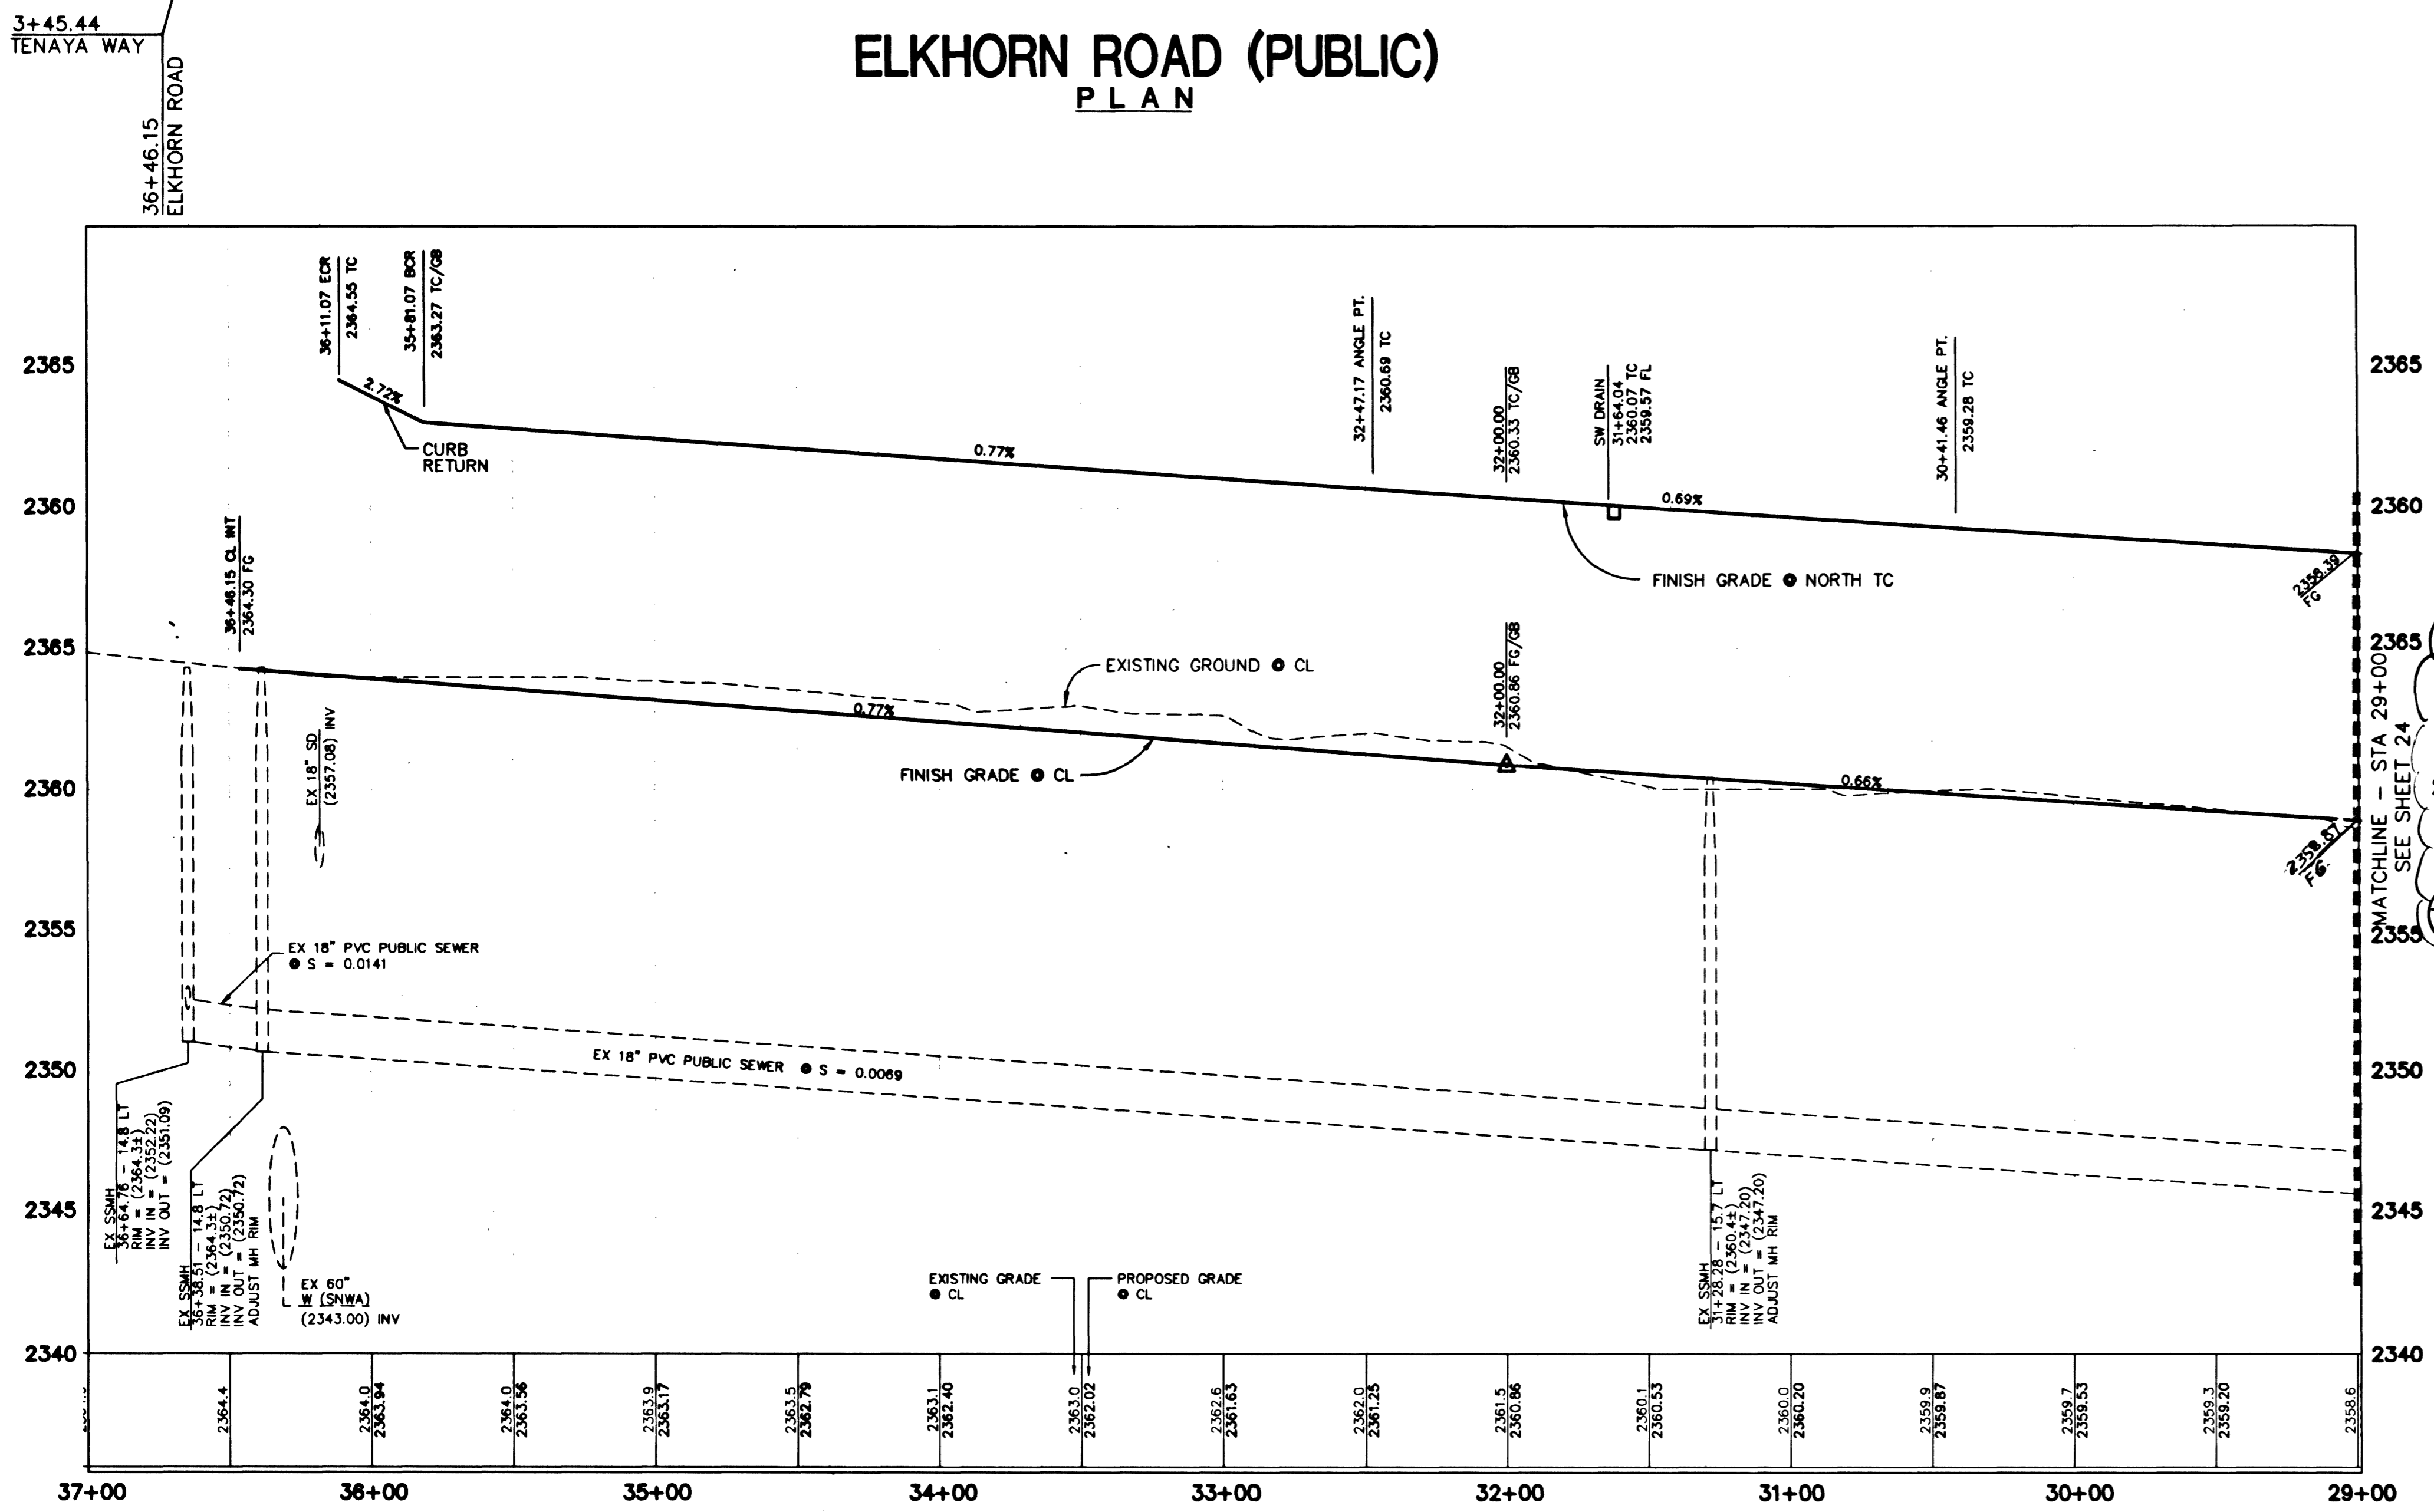 3+45.44
TENAYA WAY
36+46.15
ELKHORN ROAD
ELKHORN ROAD (PUBLIC)
PLAN
36+11.07 ECR
2364.55 TC
35+81.07 BCR
2363.27 TC/GB
2.72%
CURB
RETURN
0.77%
32+47.17 ANGLE PT.
2360.69 TC
32+00.00
2360.33 TC/GB
SW DRAIN
31+64.04
2360.07 TC
2359.57 FL
0.69%
30+41.46 ANGLE PT.
2359.28 TC
FINISH GRADE @ NORTH TC
2358.39
FG
2365
2360
2365
2360
2355
2350
2345
2340
2365
2360
2365
2355
2350
2345
2340
36+46.15 CL INT
2364.30 FG
EX 18" SD
(2357.08) INV
EXISTING GROUND @ CL
0.77%
FINISH GRADE @ CL
32+00.00
2360.86 FG/GB
0.66%
2358.87
FG
MATCHLINE - STA 29+00
SEE SHEET 24
EX 18" PVC PUBLIC SEWER
@ S = 0.0141
EX 18" PVC PUBLIC SEWER @ S = 0.0069
EX SSMH
36+64.76 - 14.8 LT
RIM = (2364.3±)
INV IN = (2352.22)
INV OUT = (2351.09)
EX SSMH
36+38.51 - 14.8 LT
RIM = (2364.3±)
INV IN = (2350.72)
INV OUT = (2350.72)
ADJUST MH RIM
EX 60"
W (SNWA)
(2343.00) INV
EXISTING GRADE
@ CL
PROPOSED GRADE
@ CL
EX SSMH
31+28.28 - 15.7 LT
RIM = (2360.4±)
INV IN = (2347.20)
INV OUT = (2347.20)
ADJUST MH RIM
2364.4
2364.0
2363.94
2364.0
2363.56
2363.9
2363.17
2363.5
2362.79
2363.1
2362.40
2363.0
2362.02
2362.6
2361.63
2362.0
2361.25
2361.5
2360.86
2360.1
2360.53
2360.0
2360.20
2359.9
2359.87
2359.7
2359.53
2359.3
2359.20
2358.6
37+00
36+00
35+00
34+00
33+00
32+00
31+00
30+00
29+00